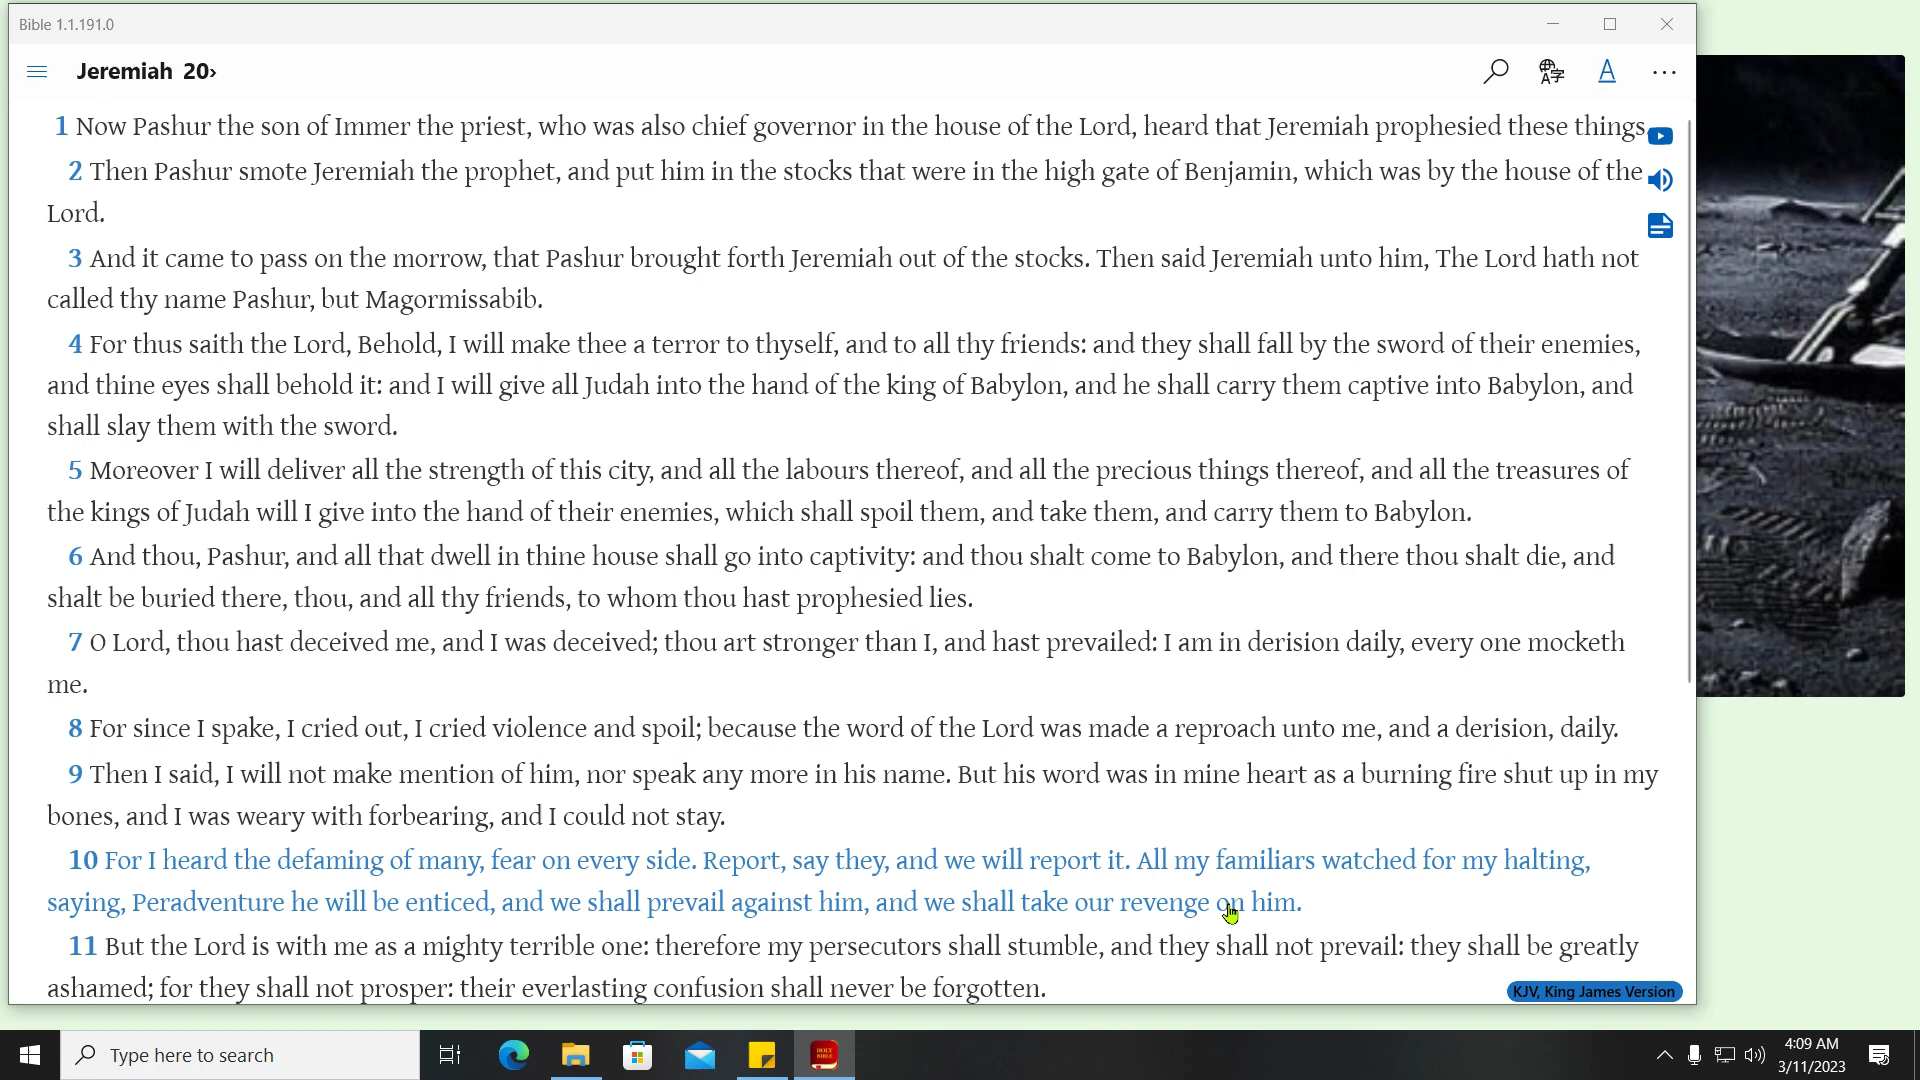 Bible 1.1.191.0
Jeremiah 20›
1 Now Pashur the son of Immer the priest, who was also chief governor in the house of the Lord, heard that Jeremiah prophesied these things.
2 Then Pashur smote Jeremiah the prophet, and put him in the stocks that were in the high gate of Benjamin, which was by the house of the
Lord.
3 And it came to pass on the morrow, that Pashur brought forth Jeremiah out of the stocks. Then said Jeremiah unto him, The Lord hath not
called thy name Pashur, but Magormissabib.
4 For thus saith the Lord, Behold, I will make thee a terror to thyself, and to all thy friends: and they shall fall by the sword of their enemies,
and thine eyes shall behold it: and I will give all Judah into the hand of the king of Babylon, and he shall carry them captive into Babylon, and
shall slay them with the sword.
5 Moreover I will deliver all the strength of this city, and all the labours thereof, and all the precious things thereof, and all the treasures of
the kings of Judah will I give into the hand of their enemies, which shall spoil them, and take them, and carry them to Babylon.
6 And thou, Pashur, and all that dwell in thine house shall go into captivity: and thou shalt come to Babylon, and there thou shalt die, and
shalt be buried there, thou, and all thy friends, to whom thou hast prophesied lies.
7 O Lord, thou hast deceived me, and I was deceived; thou art stronger than I, and hast prevailed: I am in derision daily, every one mocketh
me.
8 For since I spake, I cried out, I cried violence and spoil; because the word of the Lord was made a reproach unto me, and a derision, daily.
9 Then I said, I will not make mention of him, nor speak any more in his name. But his word was in mine heart as a burning fire shut up in my
bones, and I was weary with forbearing, and I could not stay.
10 For I heard the defaming of many, fear on every side. Report, say they, and we will report it. All my familiars watched for my halting,
saying, Peradventure he will be enticed, and we shall prevail against him, and we shall take our revenge on him.
11 But the Lord is with me as a mighty terrible one: therefore my persecutors shall stumble, and they shall not prevail: they shall be greatly
ashamed; for they shall not prosper: their everlasting confusion shall never be forgotten.
KJV, King James Version
Type here to search
HOLY BIBLE
4:09 AM
3/11/2023